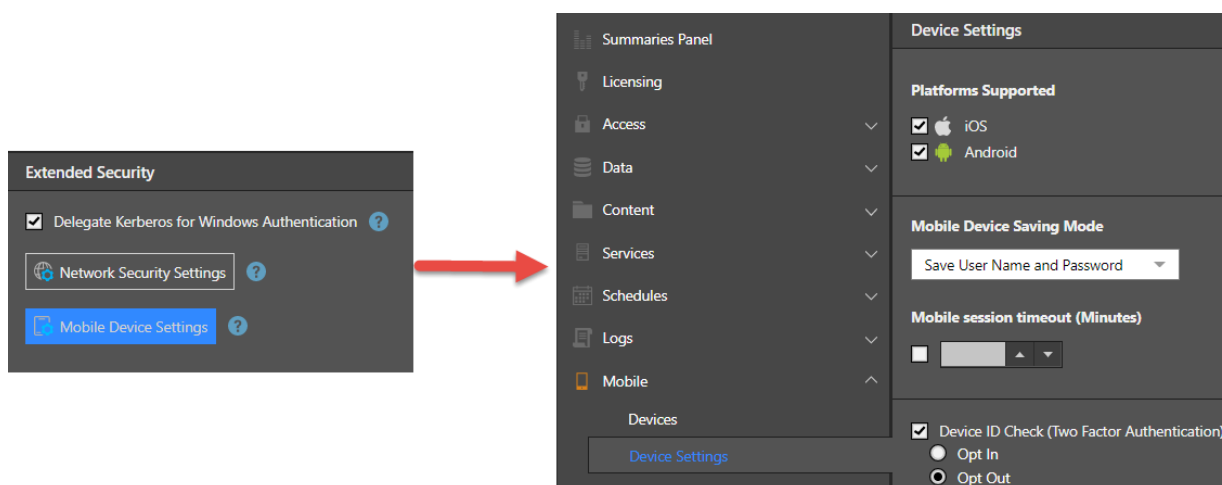 Extended Security
Delegate Kerberos for Windows Authentication ?
Network Security Settings ?
Mobile Device Settings ?
Summaries Panel
Licensing
Access
Data
Content
Services
Schedules
Logs
Mobile
Devices
Device Settings
Device Settings
Platforms Supported
iOS
Android
Mobile Device Saving Mode
Save User Name and Password
Mobile session timeout (Minutes)
Device ID Check (Two Factor Authentication)
Opt In
Opt Out